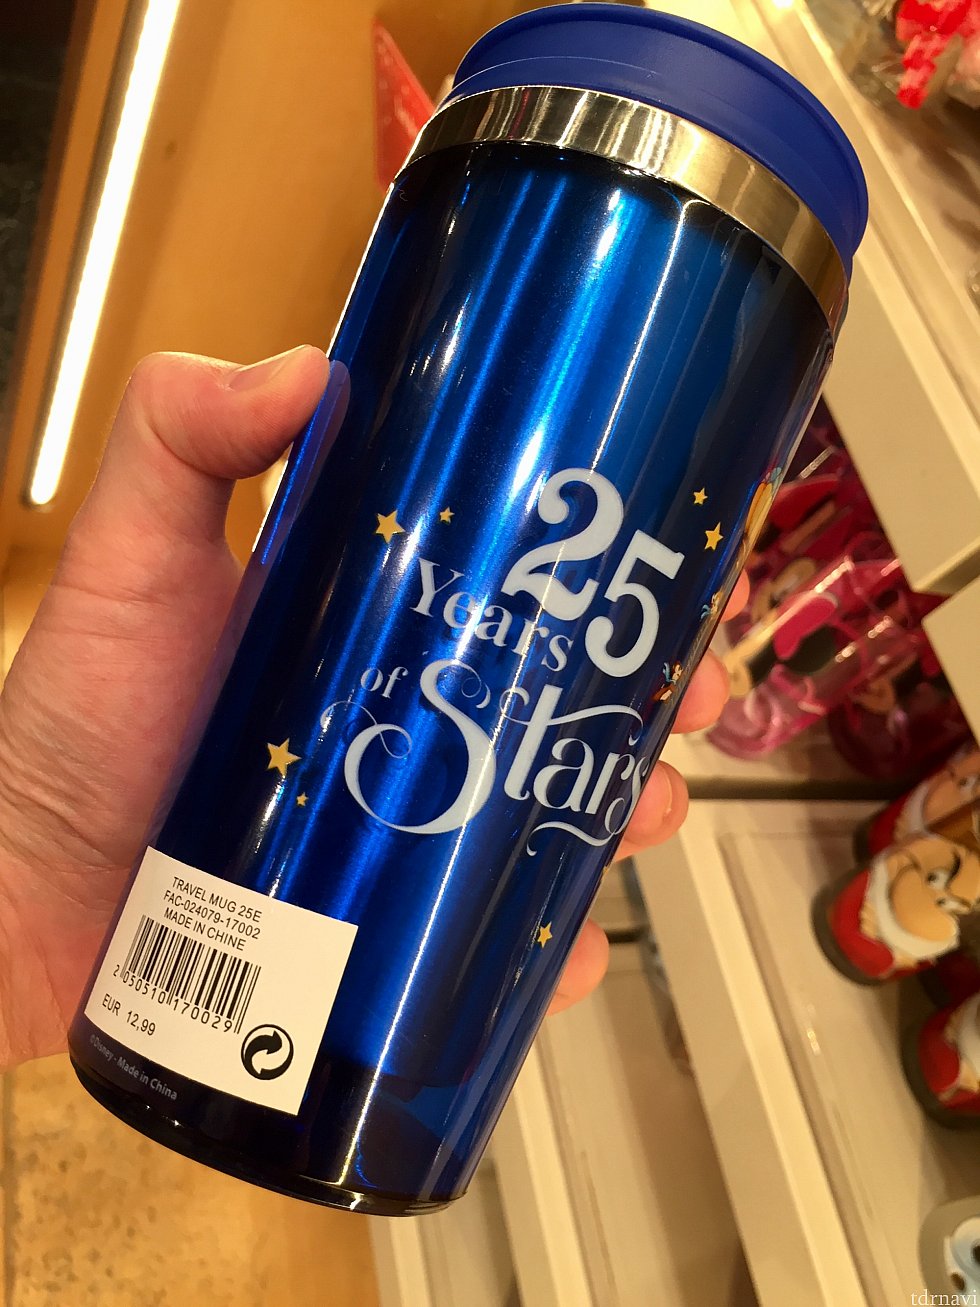 25
Years
of Stars
TRAVEL MUG 25E
FAC-024079-17002
MADE IN CHINE
2 050510 170029
EUR 12,99
©Disney - Made in China
tdrnavi